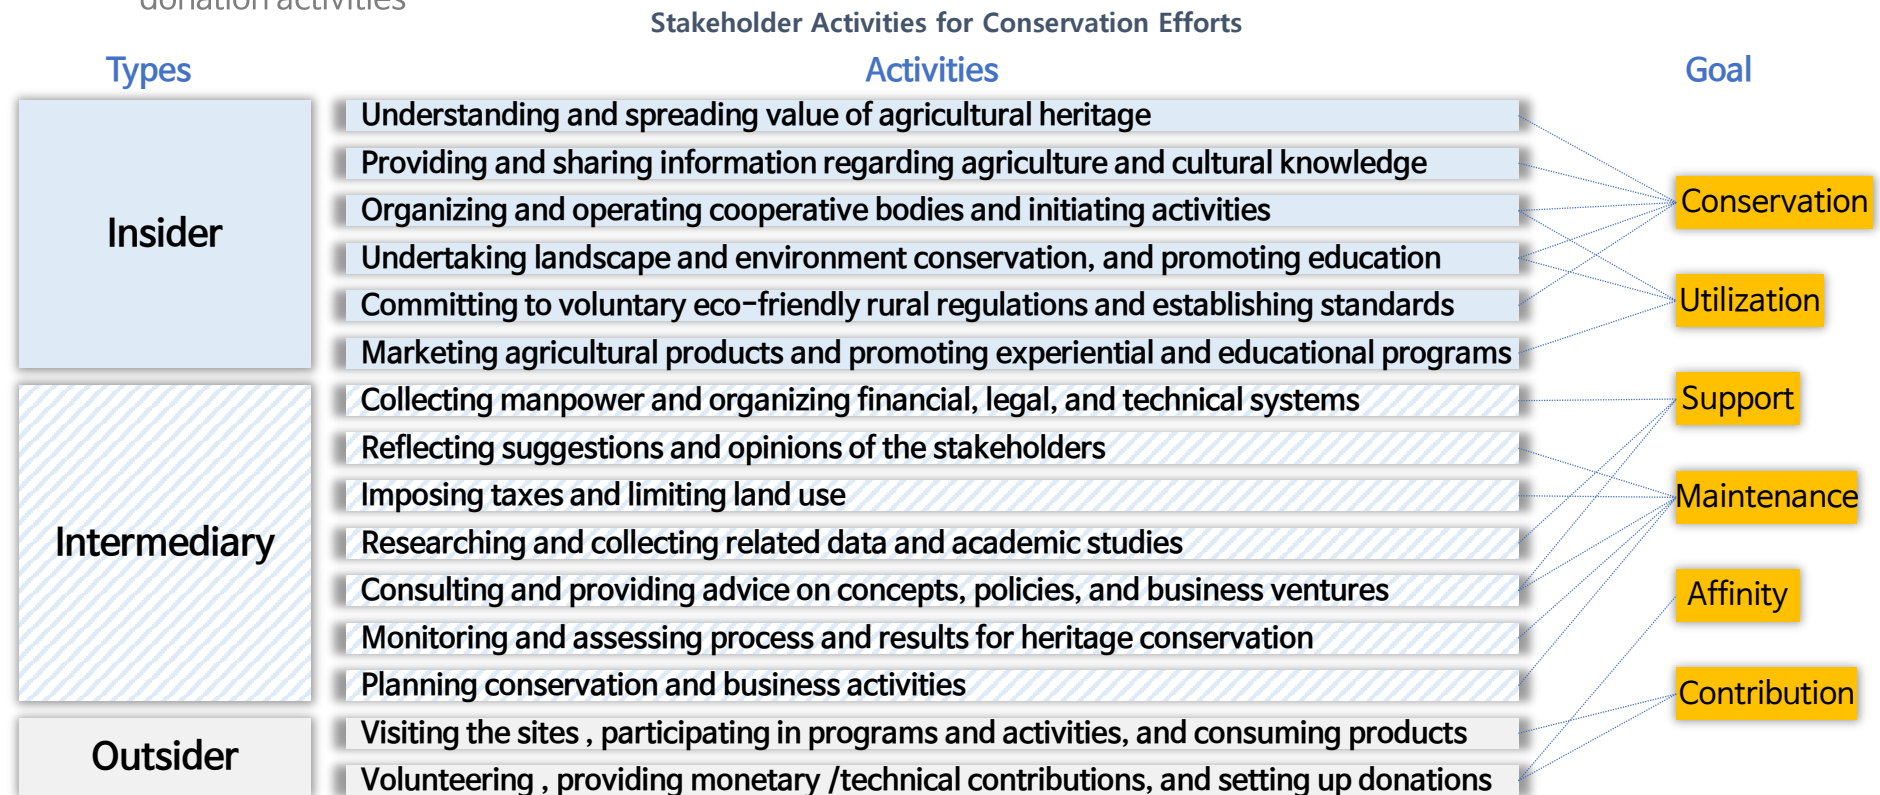 donation activities
Stakeholder Activities for Conservation Efforts
Types
Activities
Goal
Insider
Understanding and spreading value of agricultural heritage
Providing and sharing information regarding agriculture and cultural knowledge
Organizing and operating cooperative bodies and initiating activities
Undertaking landscape and environment conservation, and promoting education
Committing to voluntary eco-friendly rural regulations and establishing standards
Marketing agricultural products and promoting experiential and educational programs
Intermediary
Collecting manpower and organizing financial, legal, and technical systems
Reflecting suggestions and opinions of the stakeholders
Imposing taxes and limiting land use
Researching and collecting related data and academic studies
Consulting and providing advice on concepts, policies, and business ventures
Monitoring and assessing process and results for heritage conservation
Planning conservation and business activities
Outsider
Visiting the sites , participating in programs and activities, and consuming products
Volunteering , providing monetary /technical contributions, and setting up donations
Conservation
Utilization
Support
Maintenance
Affinity
Contribution